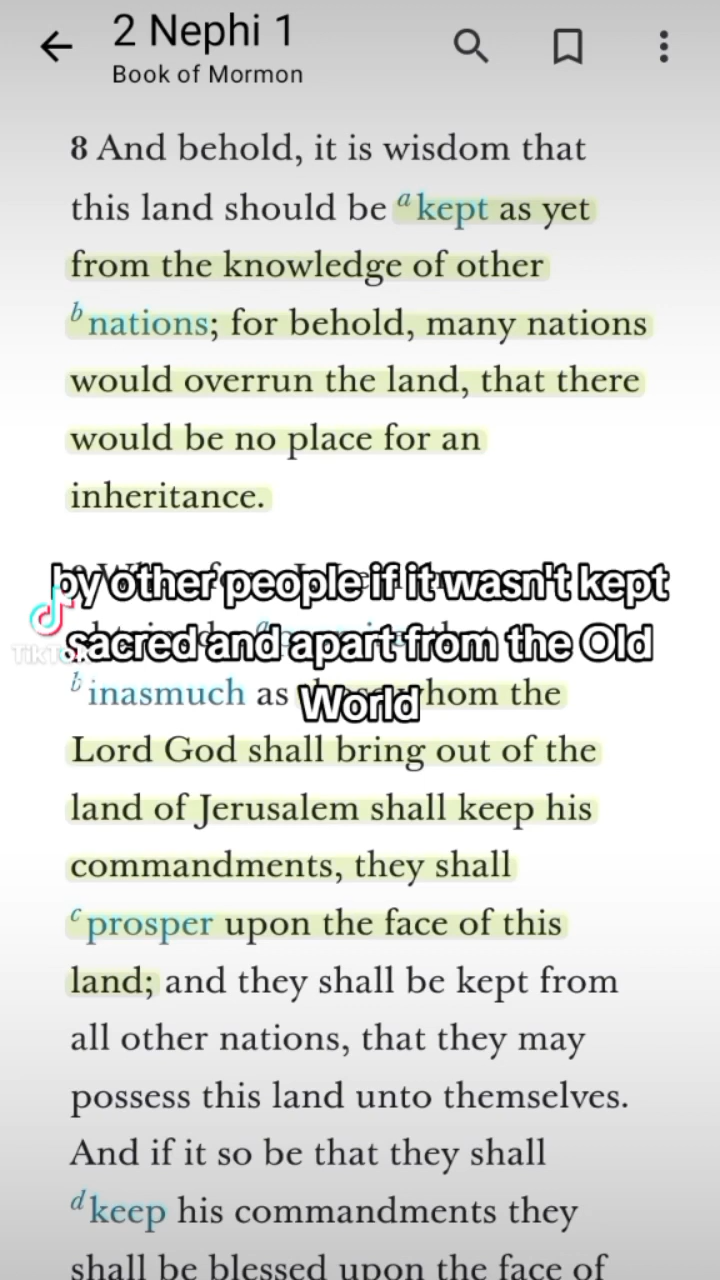 2 Nephi 1
Book of Mormon
8 And behold, it is wisdom that
this land should be a kept as yet
from the knowledge of other
b nations; for behold, many nations
would overrun the land, that there
would be no place for an
inheritance.
by other people if it wasn't kept
sacred and apart from the Old
World
TikTok
b inasmuch as whom the
Lord God shall bring out of the
land of Jerusalem shall keep his
commandments, they shall
c prosper upon the face of this
land; and they shall be kept from
all other nations, that they may
possess this land unto themselves.
And if it so be that they shall
d keep his commandments they
shall be blessed upon the face of